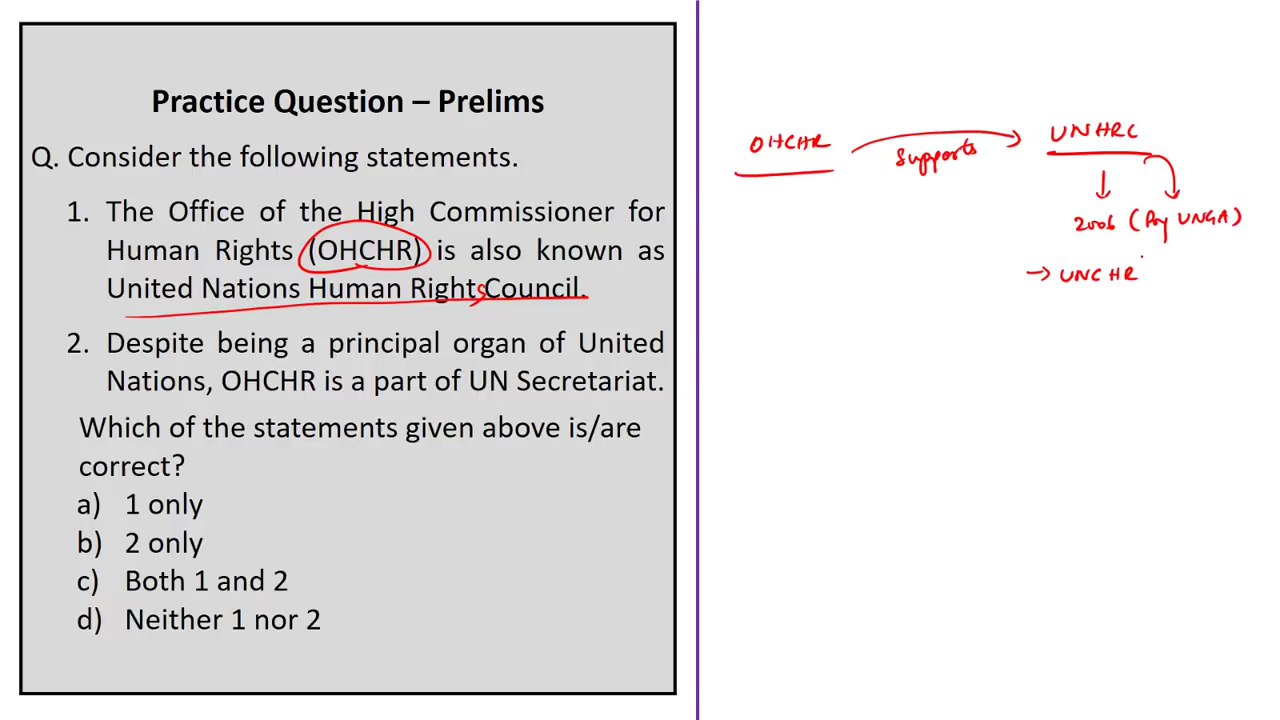 Practice Question – Prelims
Q. Consider the following statements.
1. The Office of the High Commissioner for
Human Rights (OHCHR) is also known as
United Nations Human Rights Council.
2. Despite being a principal organ of United
Nations, OHCHR is a part of UN Secretariat.
Which of the statements given above is/are
correct?
a) 1 only
b) 2 only
c) Both 1 and 2
d) Neither 1 nor 2
OHCHR supports UNHRC
2006 (by UNGA)
→ UNCHR